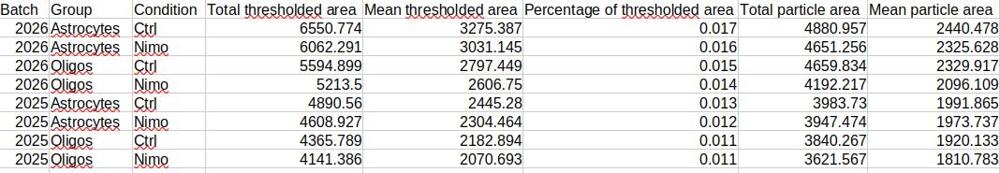 Batch Group Condition Total thresholded area Mean thresholded area Percentage of thresholded area Total particle area Mean particle area
2026 Astrocytes Ctrl 6550.774 3275.387 0.017 4880.957 2440.478
2026 Astrocytes Nimo 6062.291 3031.145 0.016 4651.256 2325.628
2026 Oligos Ctrl 5594.899 2797.449 0.015 4659.834 2329.917
2026 Oligos Nimo 5213.5 2606.75 0.014 4192.217 2096.109
2025 Astrocytes Ctrl 4890.56 2445.28 0.013 3983.73 1991.865
2025 Astrocytes Nimo 4608.927 2304.464 0.012 3947.474 1973.737
2025 Oligos Ctrl 4365.789 2182.894 0.011 3840.267 1920.133
2025 Oligos Nimo 4141.386 2070.693 0.011 3621.567 1810.783